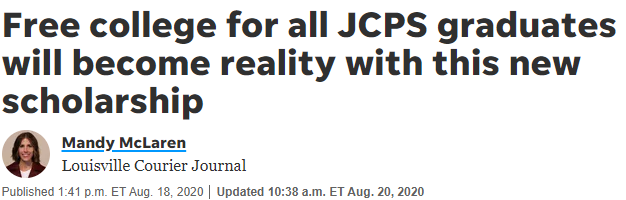 Free college for all JCPS graduates
will become reality with this new
scholarship
Mandy McLaren
Louisville Courier Journal
Published 1:41 p.m. ET Aug. 18, 2020 | Updated 10:38 a.m. ET Aug. 20, 2020